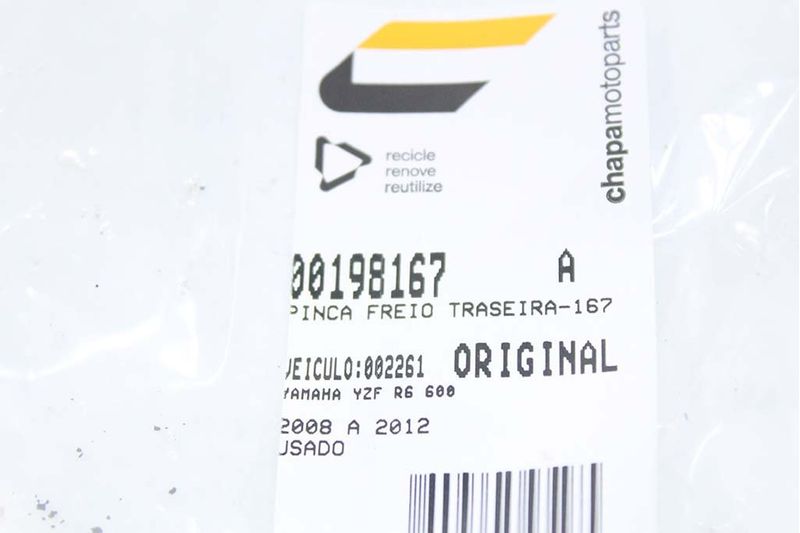 chapamotoparts
recicle
renove
reutilize
00198167 A
PINCA FREIO TRASEIRA-167
VEICULO:002261 ORIGINAL
YAMAHA YZF R6 600
2008 A 2012
USADO